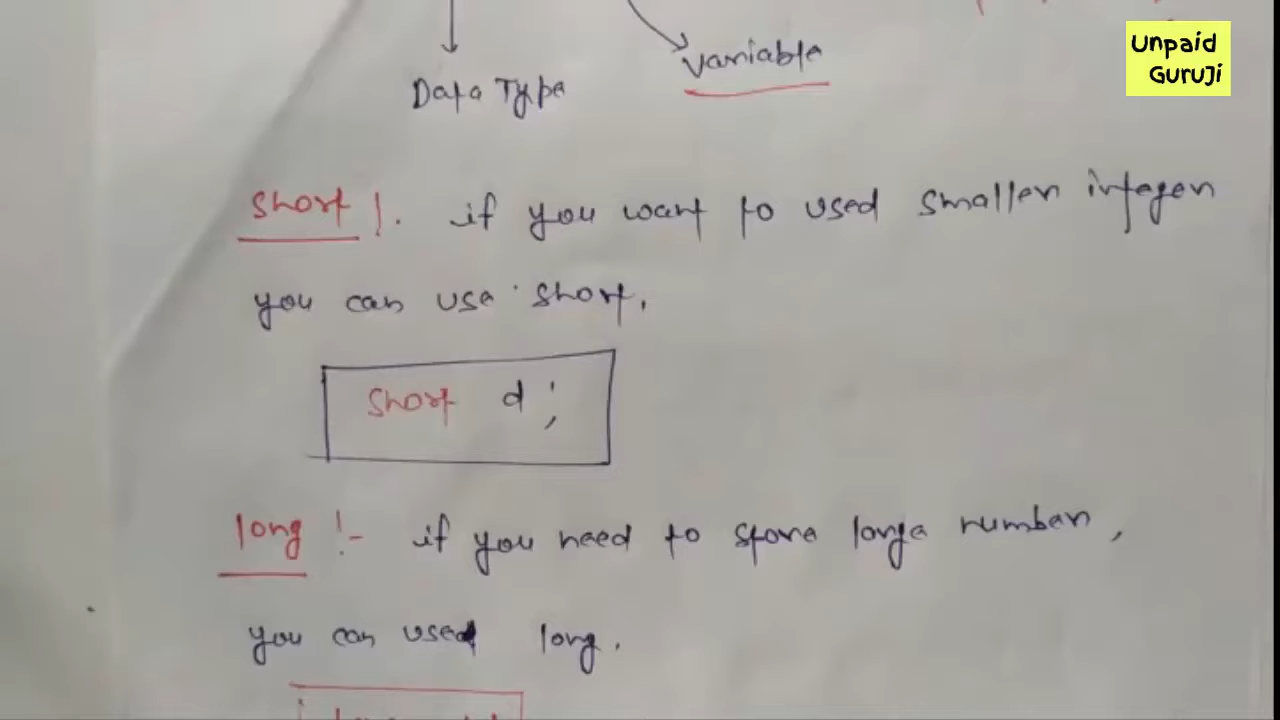 Unpaid
GuruJi
variable
Data Type
short !. if you want to used smaller integer
you can use short.
short d ;
long !- if you need to store large number,
you can used long.